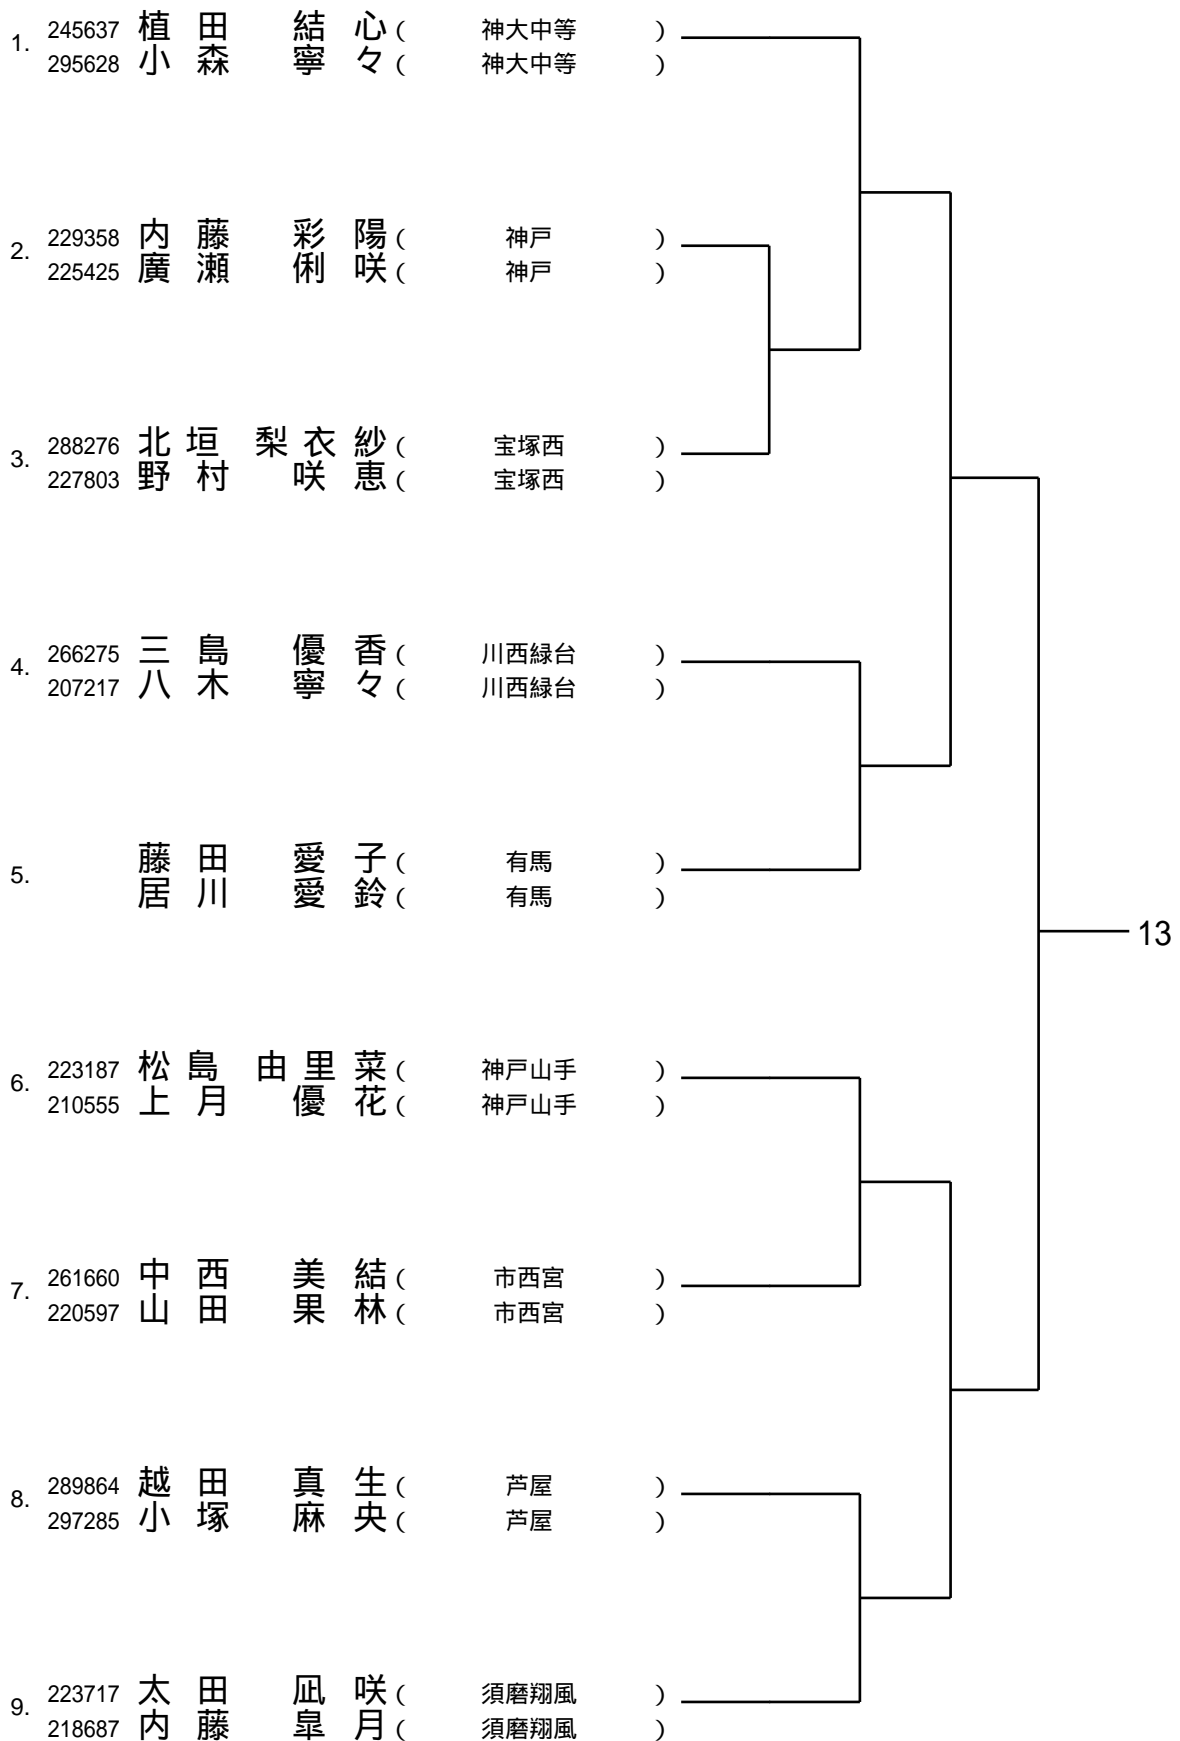 1. 245637 植田 結心 ( 神大中等 )
295628 小森 寧々 ( 神大中等 )
2. 229358 内藤 彩陽 ( 神戸 )
225425 廣瀬 俐咲 ( 神戸 )
3. 288276 北垣 梨衣紗 ( 宝塚西 )
227803 野村 咲恵 ( 宝塚西 )
4. 266275 三島 優香 ( 川西緑台 )
207217 八木 寧々 ( 川西緑台 )
5. 藤田 愛子 ( 有馬 )
居川 愛鈴 ( 有馬 )
13
6. 223187 松島 由里菜 ( 神戸山手 )
210555 上月 優花 ( 神戸山手 )
7. 261660 中西 美結 ( 市西宮 )
220597 山田 果林 ( 市西宮 )
8. 289864 越田 真生 ( 芦屋 )
297285 小塚 麻央 ( 芦屋 )
9. 223717 太田 凪咲 ( 須磨翔風 )
218687 内藤 皐月 ( 須磨翔風 )